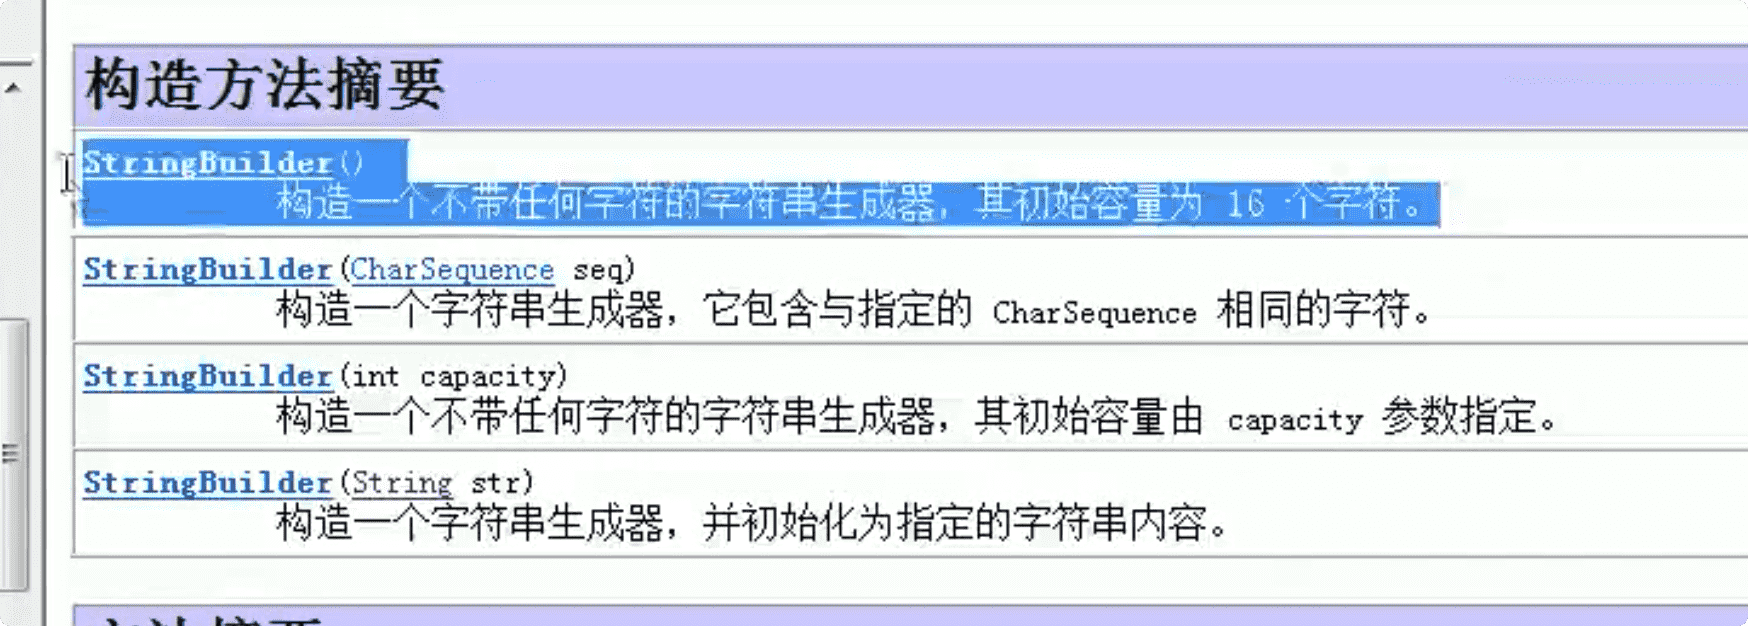 构造方法摘要
StringBuilder()
构造一个不带任何字符的字符串生成器，其初始容量为 16 个字符。
StringBuilder(CharSequence seq)
构造一个字符串生成器，它包含与指定的 CharSequence 相同的字符。
StringBuilder(int capacity)
构造一个不带任何字符的字符串生成器，其初始容量由 capacity 参数指定。
StringBuilder(String str)
构造一个字符串生成器，并初始化为指定的字符串内容。